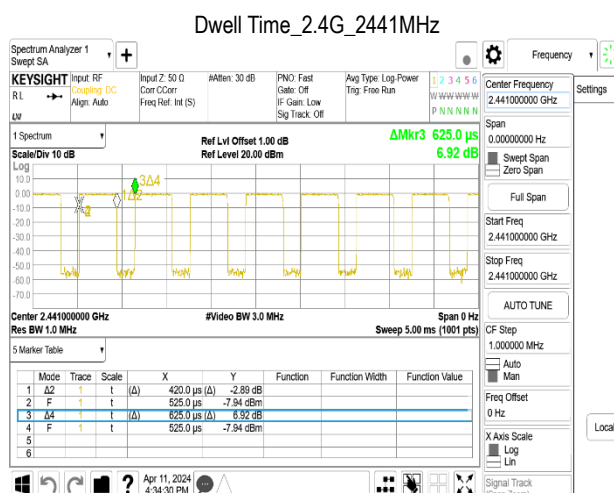 Dwell Time_2.4G_2441MHz
Spectrum Analyzer 1
Swept SA
Frequency
KEYSIGHT
RL
Input: RF
Coupling: DC
Align: Auto
Input Z: 50 Ω
Corr CCorr
Freq Ref: Int (S)
#Atten: 30 dB
PNO: Fast
Gate: Off
IF Gain: Low
Sig Track: Off
Avg Type: Log-Power
Trig: Free Run
1 2 3 4 5 6
W W W W W W
P N N N N N
1 Spectrum
Scale/Div 10 dB
Log
Ref Lvl Offset 1.00 dB
Ref Level 20.00 dBm
ΔMkr3 625.0 µs
6.92 dB
10.0
0.00
-10.0
-20.0
-30.0
-40.0
-50.0
-60.0
-70.0
3Δ4
1Δ2
Center 2.441000000 GHz
Res BW 1.0 MHz
#Video BW 3.0 MHz
Span 0 Hz
Sweep 5.00 ms (1001 pts)
5 Marker Table
Mode Trace Scale X Y Function Function Width Function Value
1 Δ2 1 t (Δ) 420.0 µs (Δ) -2.89 dB
2 F 1 t 525.0 µs -7.94 dBm
3 Δ4 1 t (Δ) 625.0 µs (Δ) 6.92 dB
4 F 1 t 525.0 µs -7.94 dBm
5
6
Apr 11, 2024
4:34:30 PM
Center Frequency
2.441000000 GHz
Settings
Span
0.00000000 Hz
Swept Span
Zero Span
Full Span
Start Freq
2.441000000 GHz
Stop Freq
2.441000000 GHz
AUTO TUNE
CF Step
1.000000 MHz
Auto
Man
Freq Offset
0 Hz
Local
X Axis Scale
Log
Lin
Signal Track